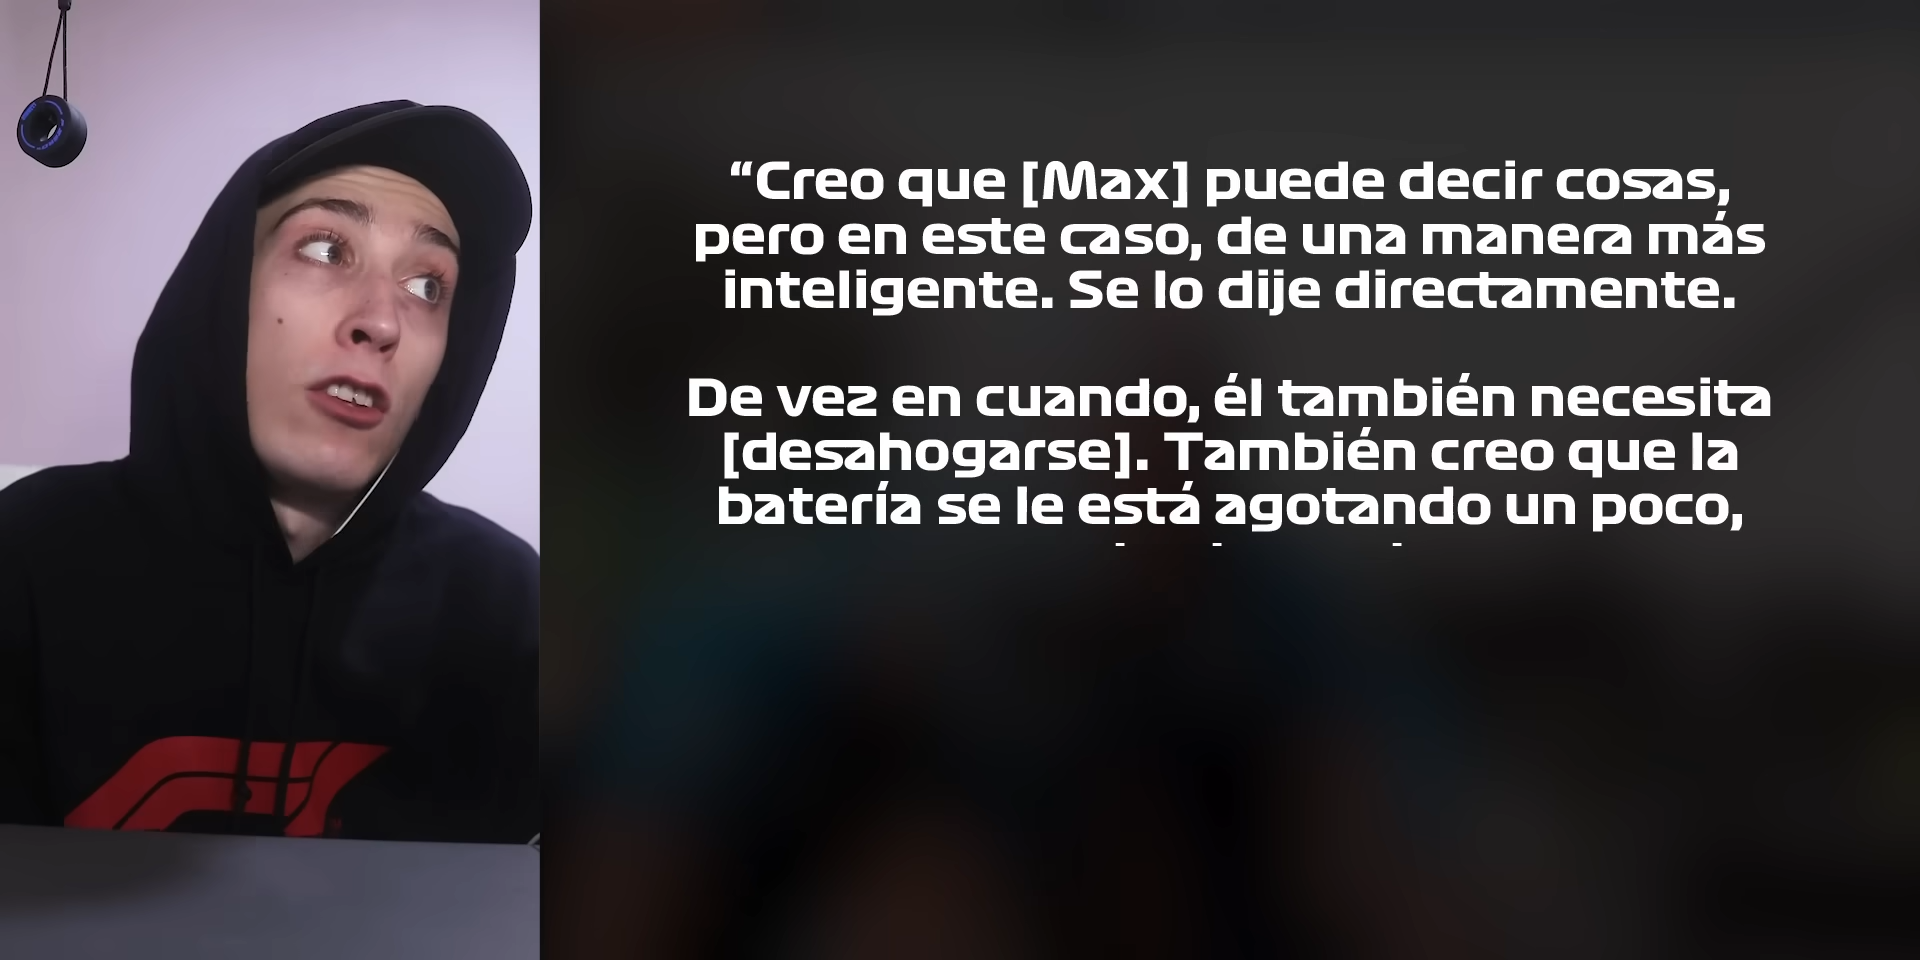 “Creo que [Max] puede decir cosas,
pero en este caso, de una manera más
inteligente. Se lo dije directamente.
De vez en cuando, él también necesita
[desahogarse]. También creo que la
batería se le está agotando un poco,